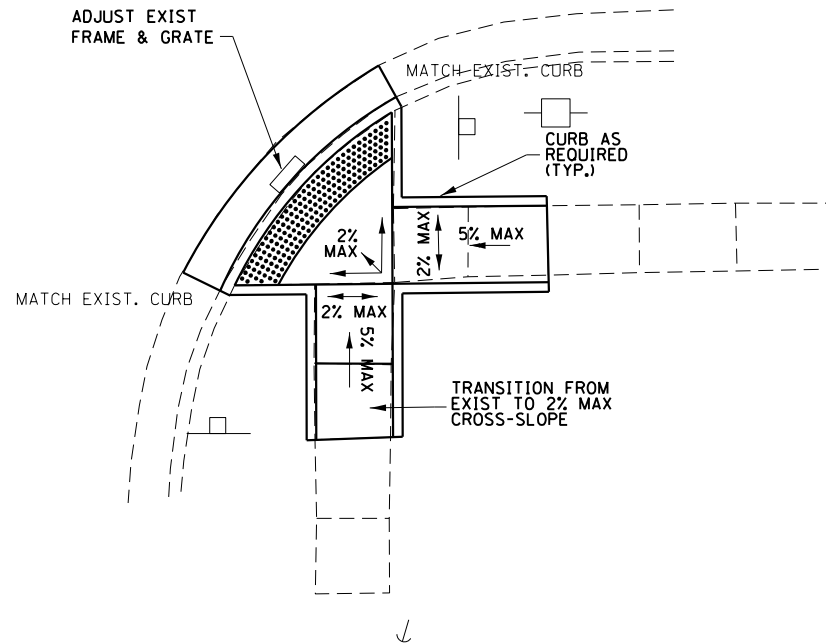 ADJUST EXIST
FRAME & GRATE
MATCH EXIST. CURB
CURB AS
REQUIRED
(TYP.)
2%
MAX
2% MAX
5% MAX
MATCH EXIST. CURB
2% MAX
5% MAX
TRANSITION FROM
EXIST TO 2% MAX
CROSS-SLOPE